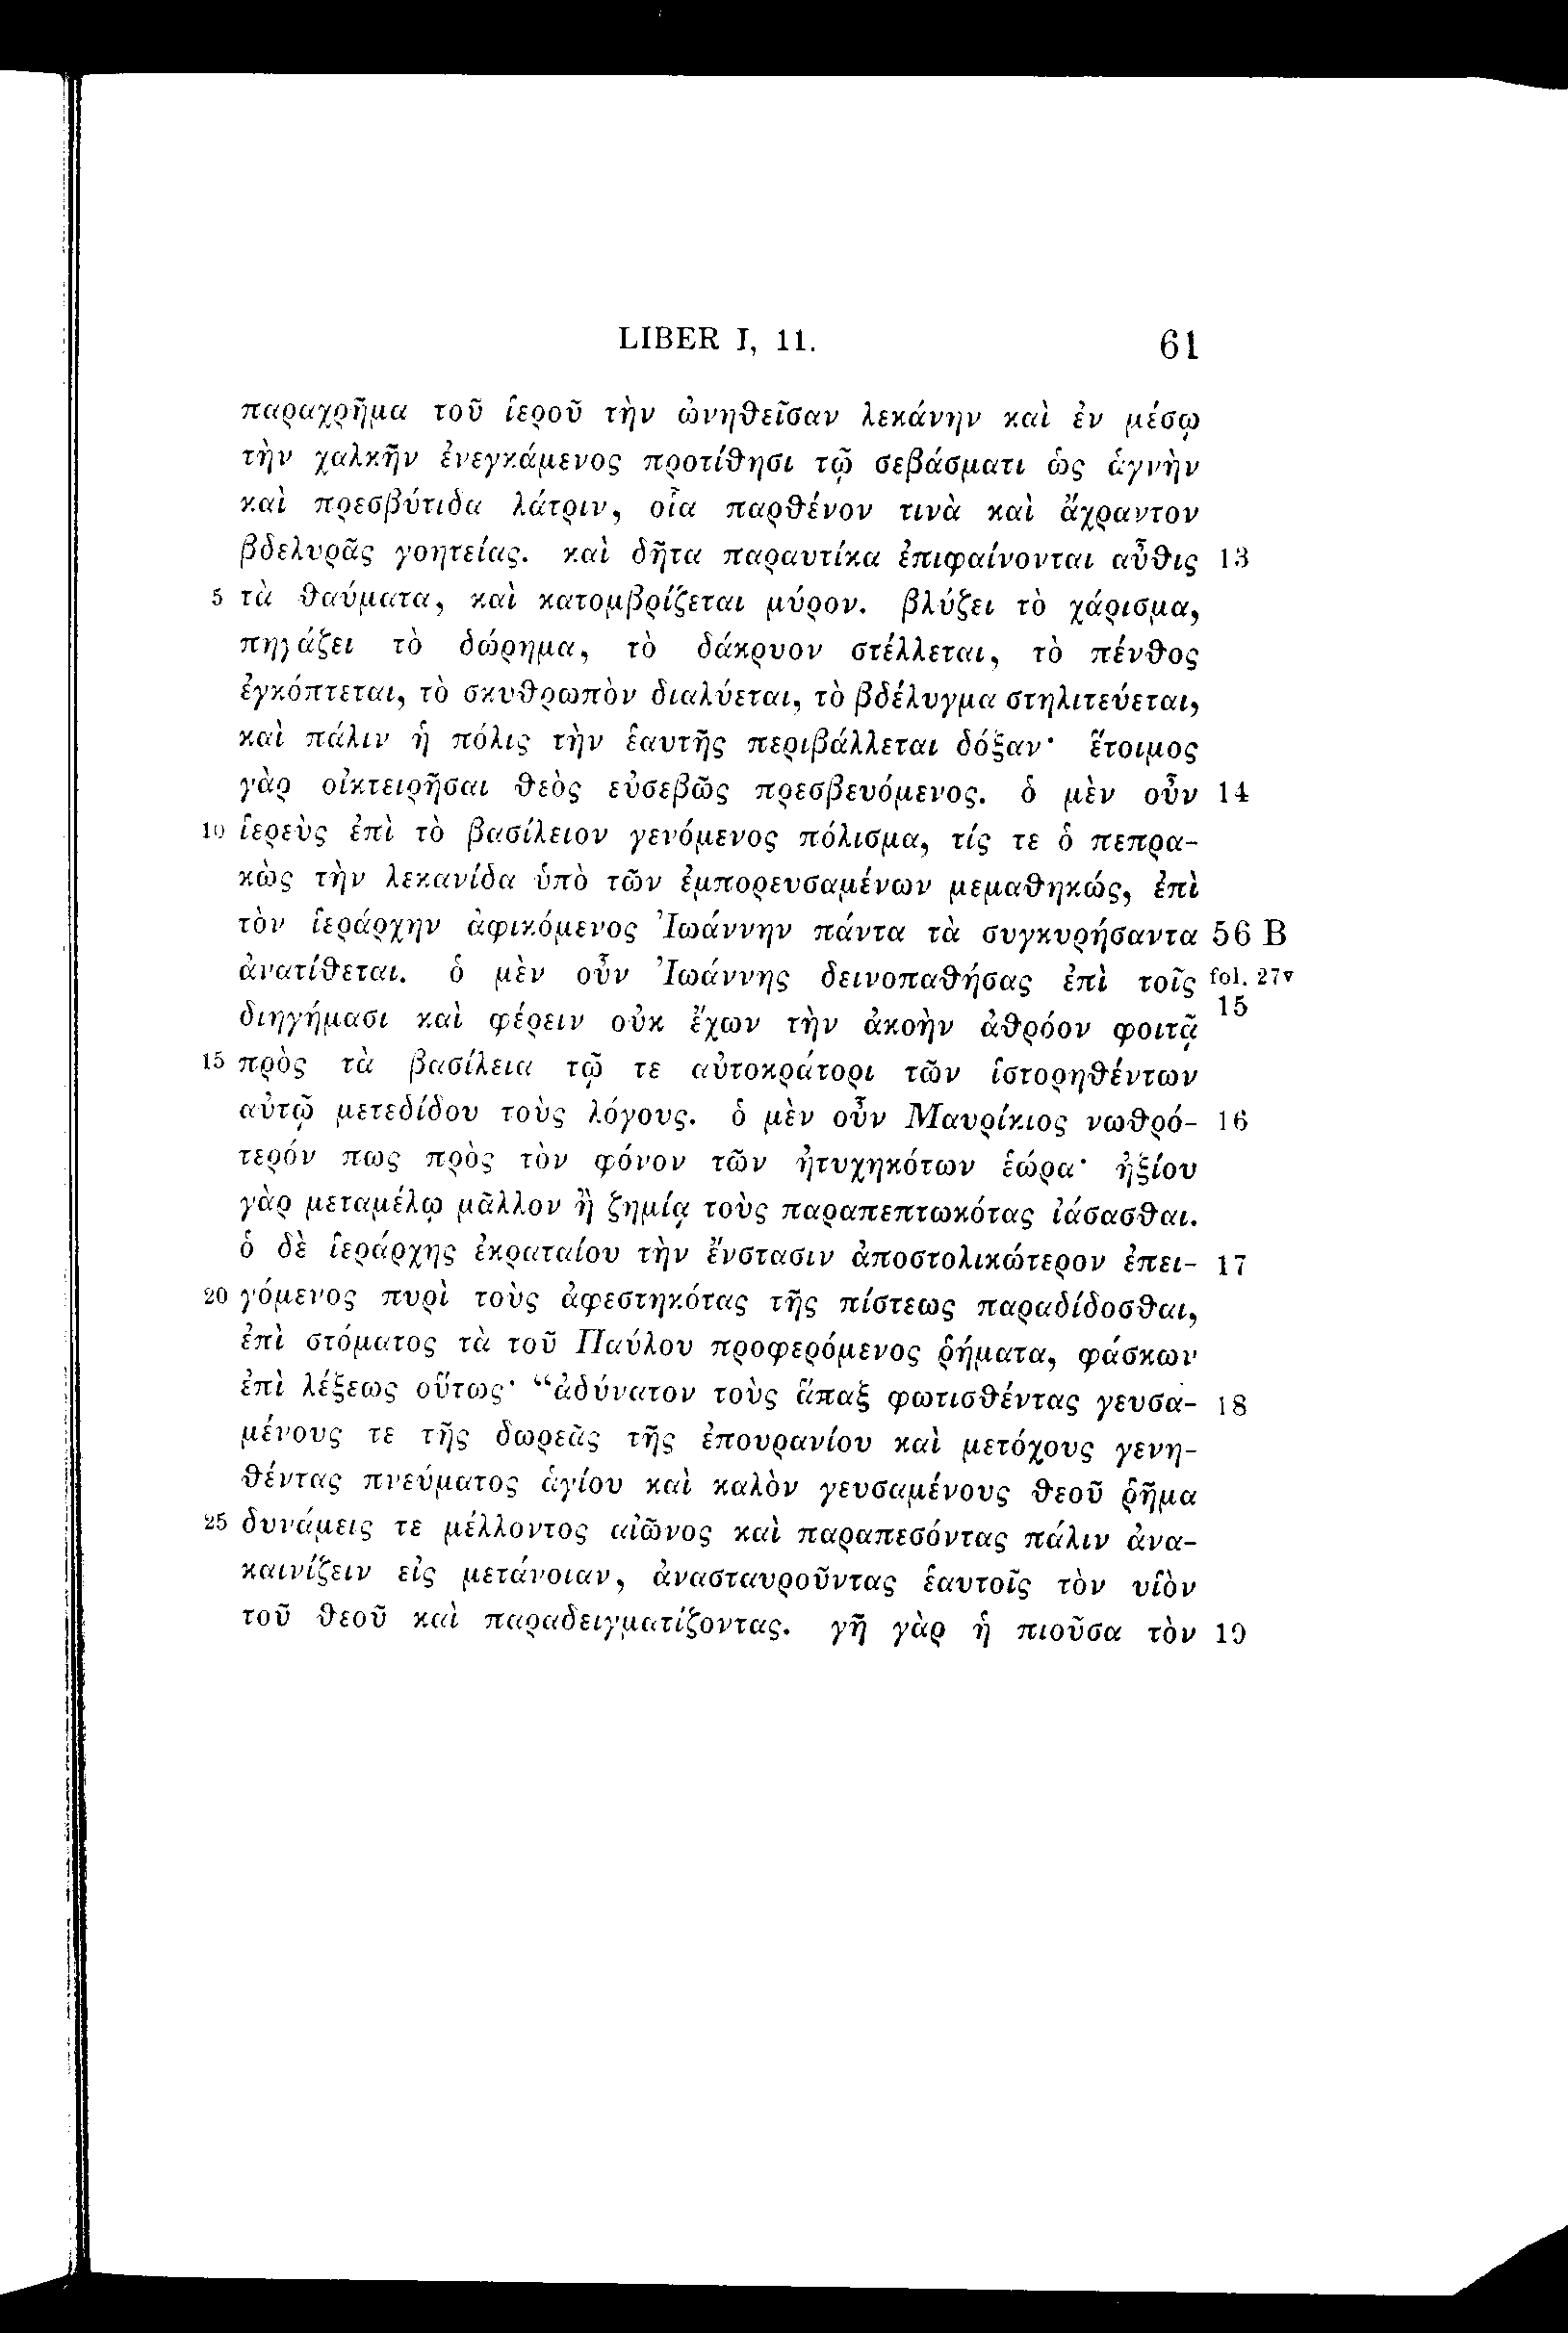 LIBER I, 11. 61
παραχρῆμα τοῦ ἱεροῦ τὴν ὠνηθεῖσαν λεκάνην καὶ ἐν μέσῳ
τὴν χαλκῆν ἐνεγκάμενος προτίθησι τῷ σεβάσματι ὡς ἁγνὴν
καὶ πρεσβύτιδα λάτριν, οἷα παρθένον τινὰ καὶ ἄχραντον
βδελυρᾶς γοητείας. καὶ δῆτα παραυτίκα ἐπιφαίνονται αὖθις 13
5 τὰ θαύματα, καὶ κατομβρίζεται μύρον. βλύζει τὸ χάρισμα,
πηγάζει τὸ δώρημα, τὸ δάκρυον στέλλεται, τὸ πένθος
ἐγκόπτεται, τὸ σκυθρωπὸν διαλύεται, τὸ βδέλυγμα στηλιτεύεται,
καὶ πάλιν ἡ πόλις τὴν ἑαυτῆς περιβάλλεται δόξαν· ἕτοιμος
γὰρ οἰκτειρῆσαι θεὸς εὐσεβῶς πρεσβευόμενος. ὁ μὲν οὖν 14
10 ἱερεὺς ἐπὶ τὸ βασίλειον γενόμενος πόλισμα, τίς τε ὁ πεπρα-
κὼς τὴν λεκανίδα ὑπὸ τῶν ἐμπορευσαμένων μεμαθηκώς, ἐπὶ
τὸν ἱεράρχην ἀφικόμενος Ἰωάννην πάντα τὰ συγκυρήσαντα 56 B
ἀνατίθεται. ὁ μὲν οὖν Ἰωάννης δεινοπαθήσας ἐπὶ τοῖς fol. 27v
διηγήμασι καὶ φέρειν οὐκ ἔχων τὴν ἀκοὴν ἀθρόον φοιτᾷ 15
15 πρὸς τὰ βασίλεια τῷ τε αὐτοκράτορι τῶν ἱστορηθέντων
αὐτῷ μετεδίδου τοὺς λόγους. ὁ μὲν οὖν Μαυρίκιος νωθρό- 16
τερόν πως πρὸς τὸν φόνον τῶν ἠτυχηκότων ἑώρα· ἠξίου
γὰρ μεταμέλῳ μᾶλλον ἢ ζημίᾳ τοὺς παραπεπτωκότας ἰάσασθαι.
ὁ δὲ ἱεράρχης ἐκραταίου τὴν ἔνστασιν ἀποστολικώτερον ἐπει- 17
20 γόμενος πυρὶ τοὺς ἀφεστηκότας τῆς πίστεως παραδίδοσθαι,
ἐπὶ στόματος τὰ τοῦ Παύλου προφερόμενος ῥήματα, φάσκων
ἐπὶ λέξεως οὕτως· “ἀδύνατον τοὺς ἅπαξ φωτισθέντας γευσα- 18
μένους τε τῆς δωρεᾶς τῆς ἐπουρανίου καὶ μετόχους γενη-
θέντας πνεύματος ἁγίου καὶ καλὸν γευσαμένους θεοῦ ῥῆμα
25 δυνάμεις τε μέλλοντος αἰῶνος καὶ παραπεσόντας πάλιν ἀνα-
καινίζειν εἰς μετάνοιαν, ἀνασταυροῦντας ἑαυτοῖς τὸν υἱὸν
τοῦ θεοῦ καὶ παραδειγματίζοντας. γῆ γὰρ ἡ πιοῦσα τὸν 19